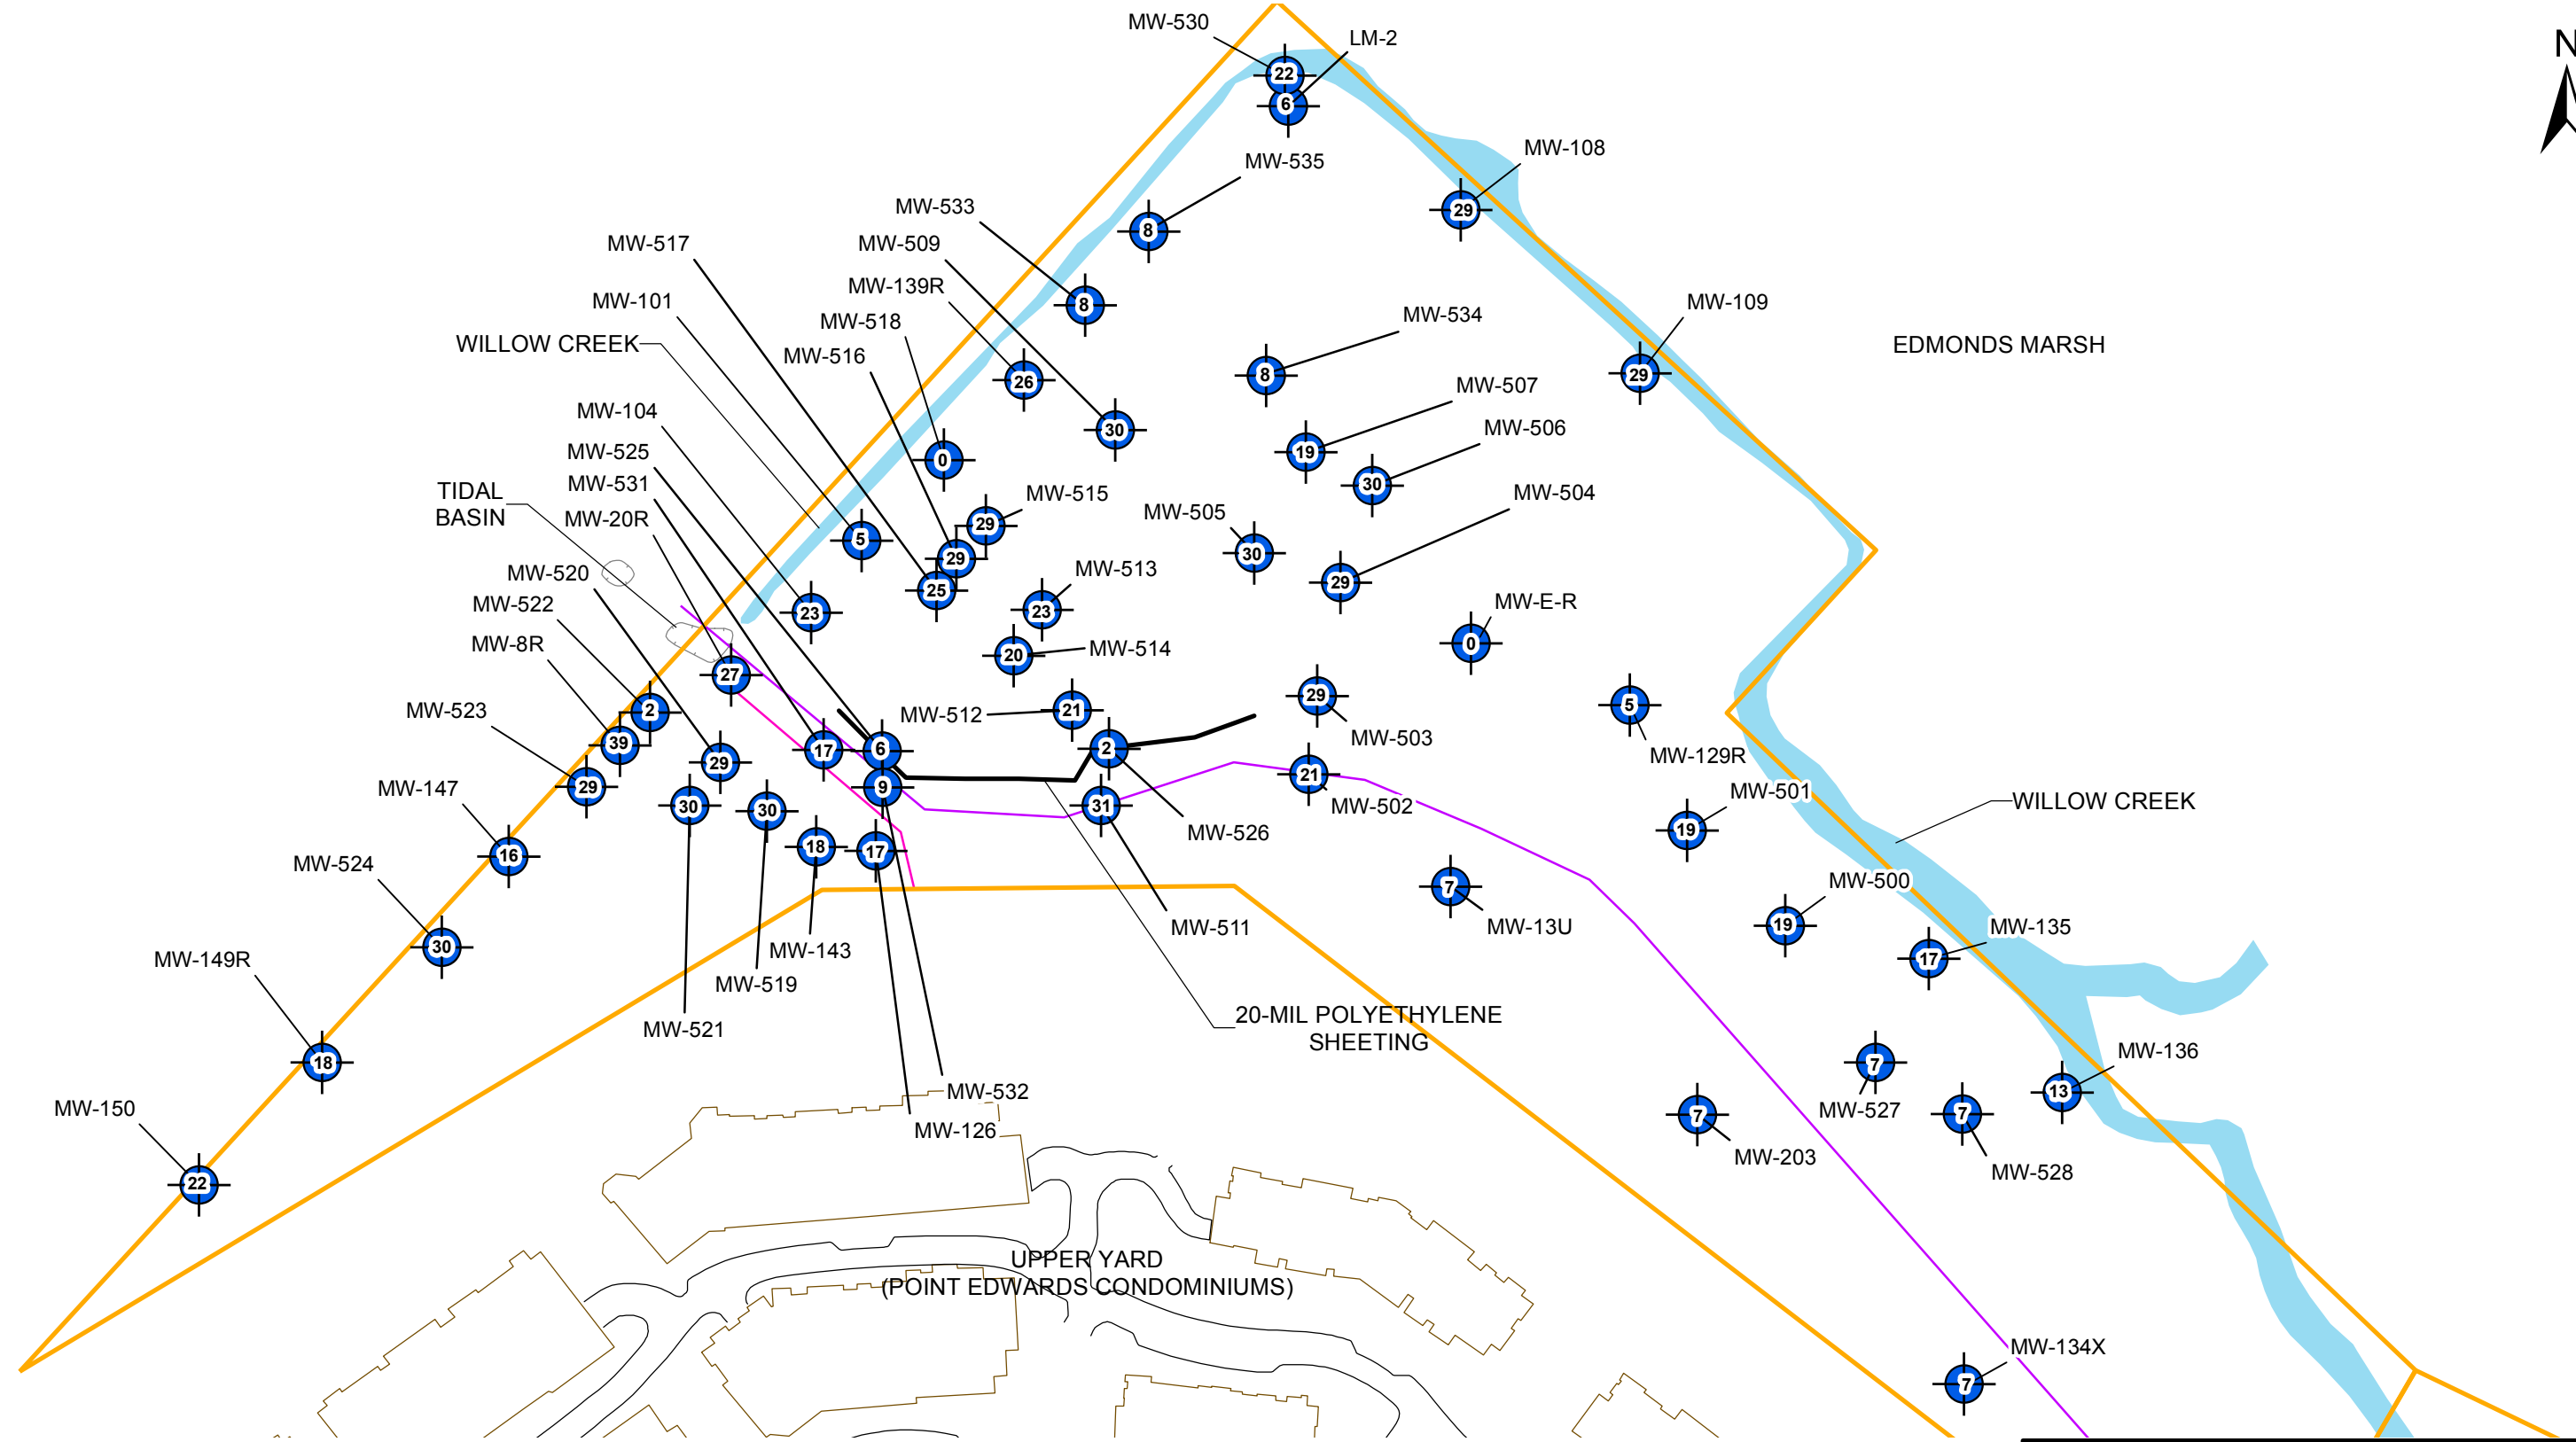 MW-530
LM-2
N
22
6
MW-535
MW-108
MW-533
29
8
MW-517
MW-509
MW-139R
8
MW-101
MW-518
MW-534
MW-109
WILLOW CREEK
MW-516
EDMONDS MARSH
26
8
29
MW-507
MW-104
MW-506
30
MW-525
19
0
MW-531
30
TIDAL
BASIN
MW-515
MW-504
MW-20R
MW-505
29
5
30
29
MW-520
25
MW-513
29
MW-522
23
23
MW-E-R
MW-8R
20
MW-514
0
27
MW-523
2
MW-512
21
29
5
39
MW-503
17
6
2
MW-129R
29
29
21
MW-147
9
MW-501
30
30
31
MW-502
WILLOW CREEK
MW-526
19
16
18
17
MW-524
MW-500
7
30
MW-143
MW-511
MW-13U
19
MW-135
MW-149R
MW-519
17
MW-521
20-MIL POLYETHYLENE
SHEETING
18
MW-136
7
MW-532
13
MW-150
MW-527
MW-126
7
7
MW-203
MW-528
22
UPPER YARD
(POINT EDWARDS CONDOMINIUMS)
MW-134X
7